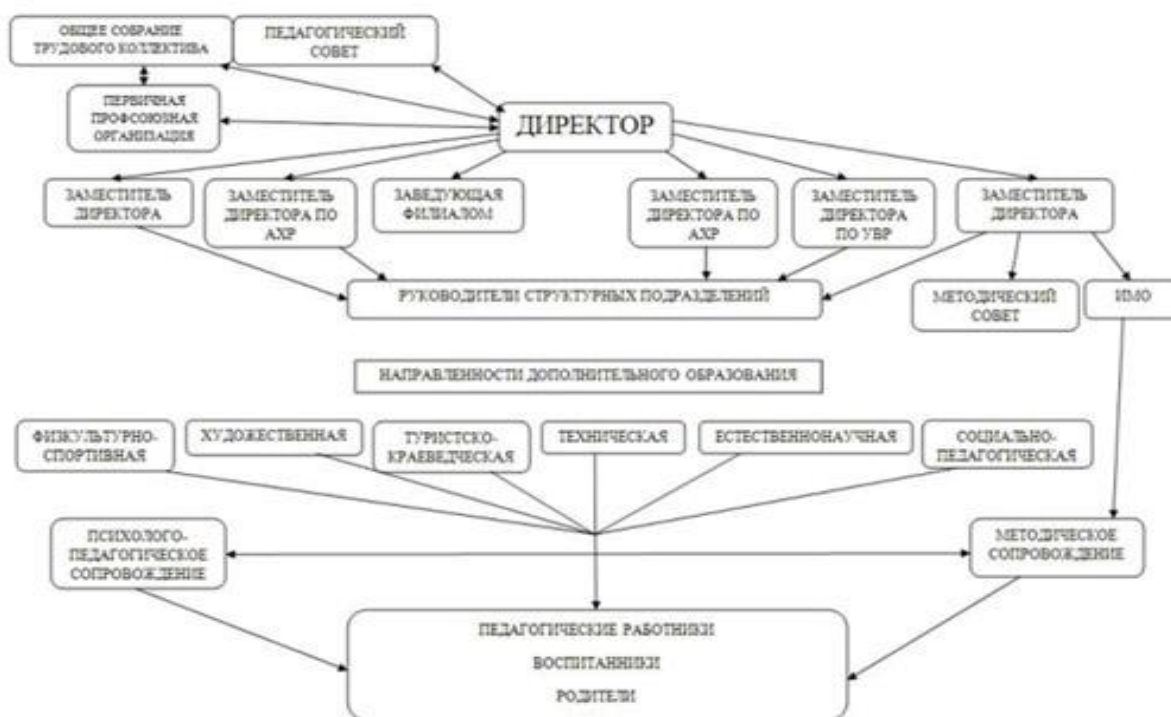 ОБЩЕЕ СОБРАНИЕ
ТРУДОВОГО КОЛЛЕКТИВА
ПЕДАГОГИЧЕСКИЙ
СОВЕТ
ПЕРВИЧНАЯ
ПРОФСОЮЗНАЯ
ОРГАНИЗАЦИЯ
ДИРЕКТОР
ЗАМЕСТИТЕЛЬ
ДИРЕКТОРА
ЗАМЕСТИТЕЛЬ
ДИРЕКТОРА ПО
АХР
ЗАВЕДУЮЩАЯ
ФИЛИАЛОМ
ЗАМЕСТИТЕЛЬ
ДИРЕКТОРА ПО
АХР
ЗАМЕСТИТЕЛЬ
ДИРЕКТОРА
ПО УВР
ЗАМЕСТИТЕЛЬ
ДИРЕКТОРА
РУКОВОДИТЕЛИ СТРУКТУРНЫХ ПОДРАЗДЕЛЕНИЙ
МЕТОДИЧЕСКИЙ
СОВЕТ
ИМО
НАПРАВЛЕННОСТИ ДОПОЛНИТЕЛЬНОГО ОБРАЗОВАНИЯ
ФИЗКУЛЬТУРНО-
СПОРТИВНАЯ
ХУДОЖЕСТВЕННАЯ
ТУРИСТСКО-
КРАЕВЕДЧЕСКАЯ
ТЕХНИЧЕСКАЯ
ЕСТЕСТВЕННОНАУЧНАЯ
СОЦИАЛЬНО-
ПЕДАГОГИЧЕСКАЯ
ПСИХОЛОГО-
ПЕДАГОГИЧЕСКОЕ
СОПРОВОЖДЕНИЕ
МЕТОДИЧЕСКОЕ
СОПРОВОЖДЕНИЕ
ПЕДАГОГИЧЕСКИЕ РАБОТНИКИ
ВОСПИТАННИКИ
РОДИТЕЛИ